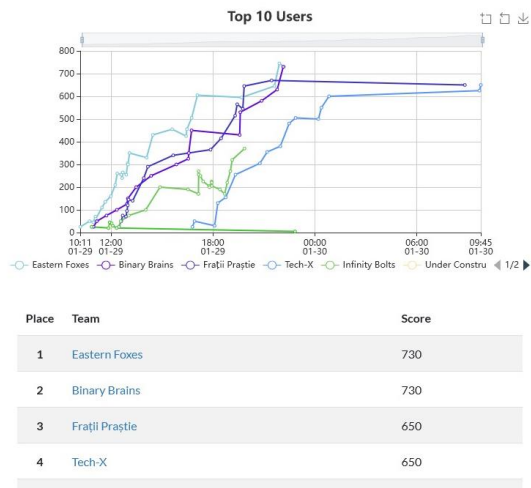 Top 10 Users
800
700
600
500
400
300
200
100
0
10:11 12:00 18:00 00:00 06:00 09:45
01-29 01-29 01-29 01-30 01-30 01-30
Eastern Foxes Binary Brains Frații Praștie Tech-X Infinity Bolts Under Constru 1/2
Place Team Score
1 Eastern Foxes 730
2 Binary Brains 730
3 Frații Praștie 650
4 Tech-X 650